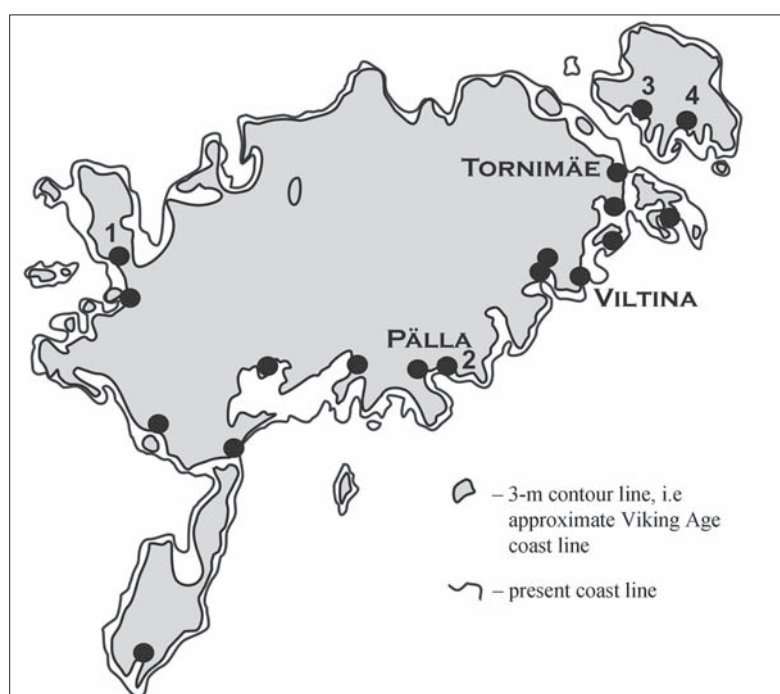 3
4
TORNIMÄE
1
VILTINA
PÄLLA
2
– 3-m contour line, i.e
approximate Viking Age
coast line
– present coast line